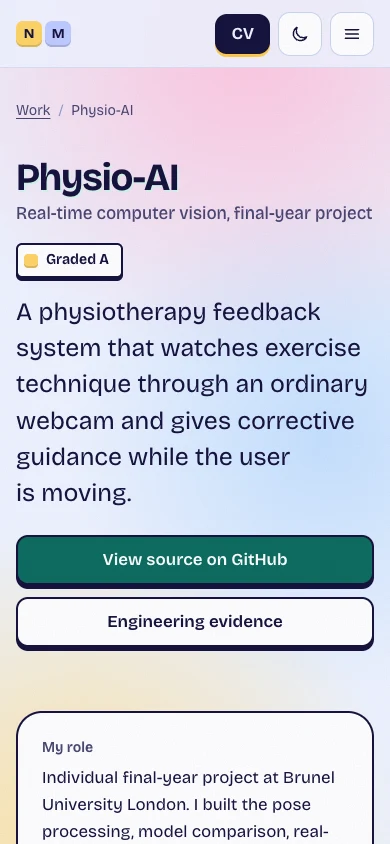 N M CV
Work / Physio-AI
Physio-AI
Real-time computer vision, final-year project
Graded A
A physiotherapy feedback
system that watches exercise
technique through an ordinary
webcam and gives corrective
guidance while the user
is moving.
View source on GitHub
Engineering evidence
My role
Individual final-year project at Brunel
University London. I built the pose
processing, model comparison, real-